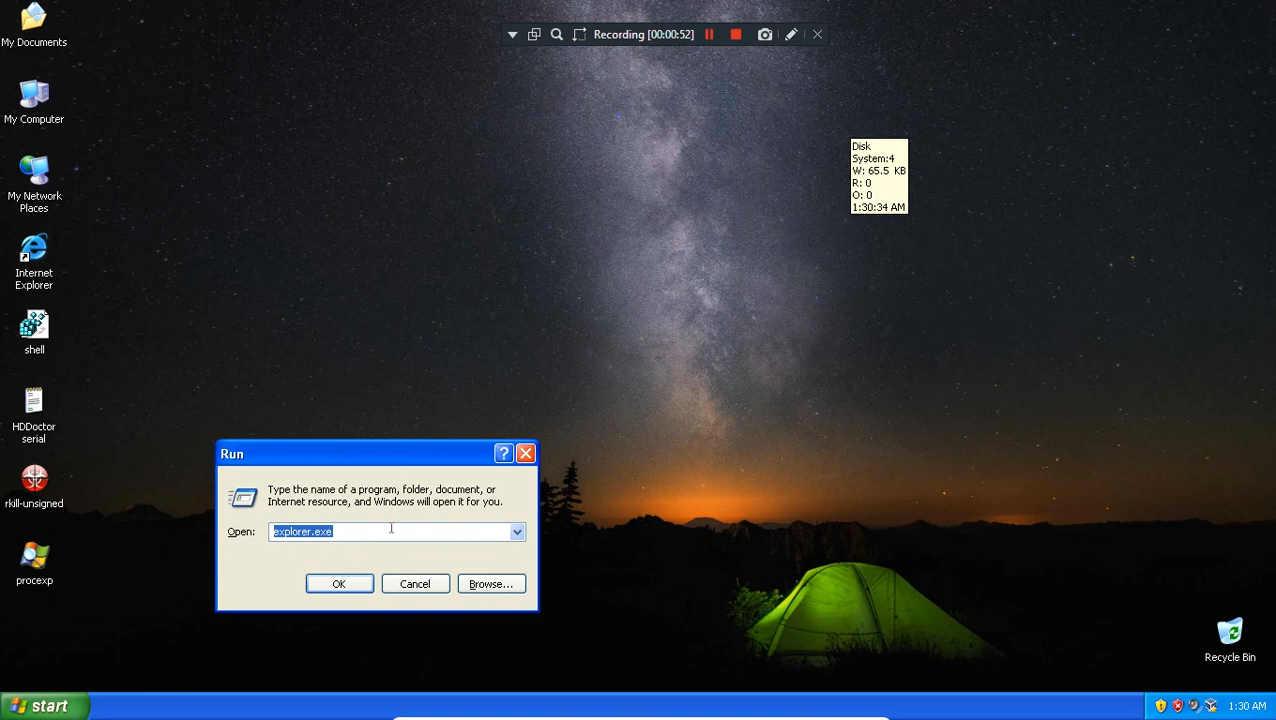 Recording [00:00:52]
My Documents
My Computer
My Network
Places
Internet
Explorer
shell
HDDoctor
serial
rkill-unsigned
procexp
Disk
System:4
W: 65.5 KB
R: 0
O: 0
1:30:34 AM
Run
Type the name of a program, folder, document, or
Internet resource, and Windows will open it for you.
Open: explorer.exe
OK Cancel Browse...
Recycle Bin
start 1:30 AM